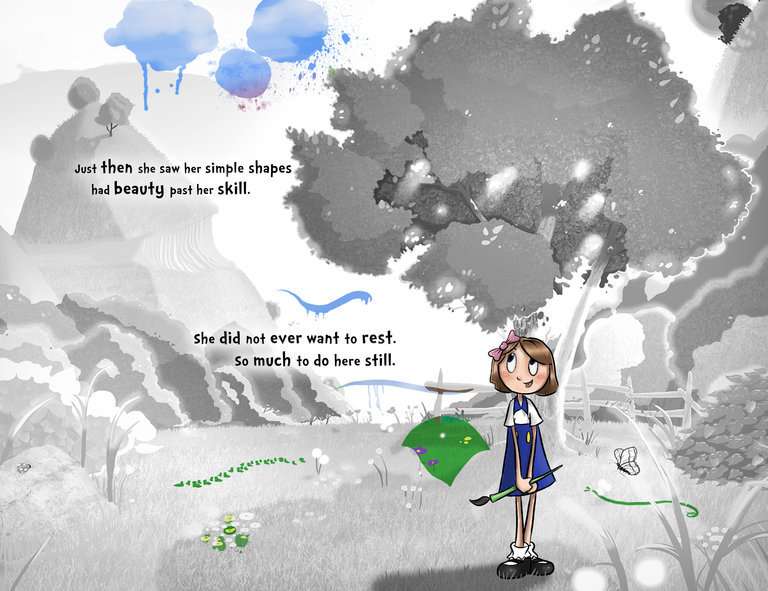 Just then she saw her simple shapes
had beauty past her skill.
She did not ever want to rest.
So much to do here still.